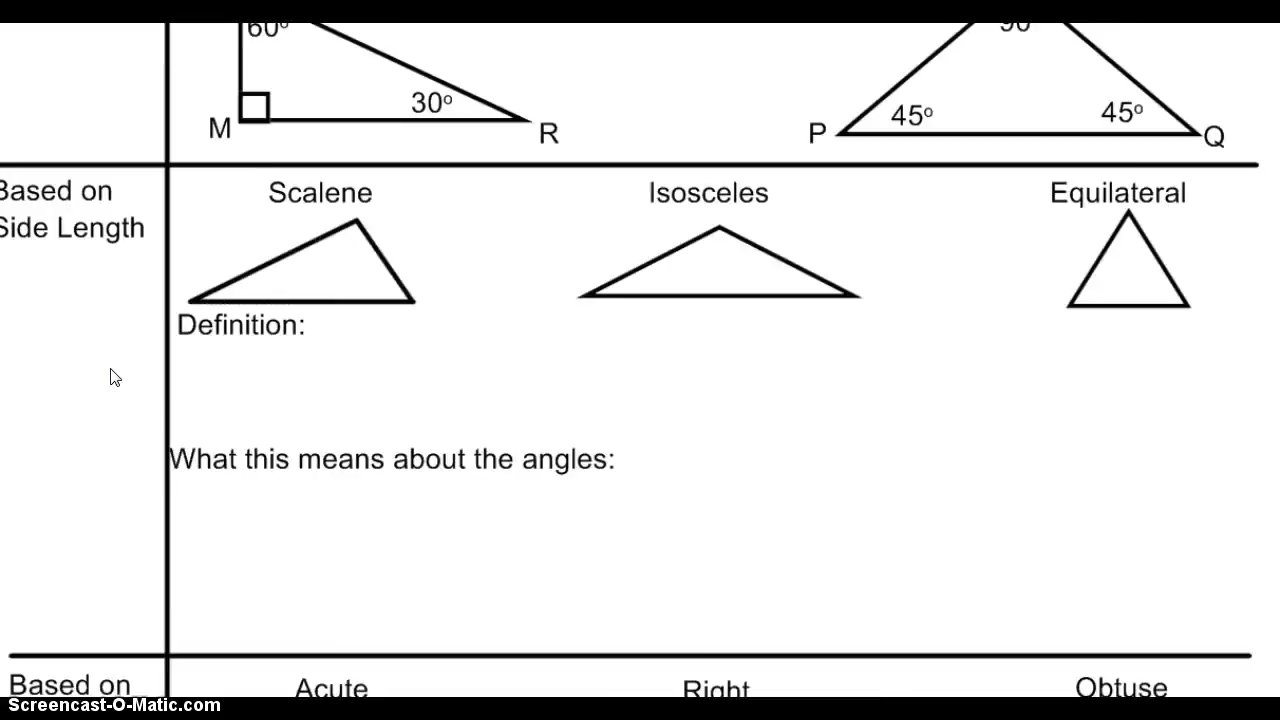 60° 90°
30° 45° 45°
M R P Q
Based on Scalene Isosceles Equilateral
Side Length
Definition:
What this means about the angles:
Based on Acute Right Obtuse
Screencast-O-Matic.com